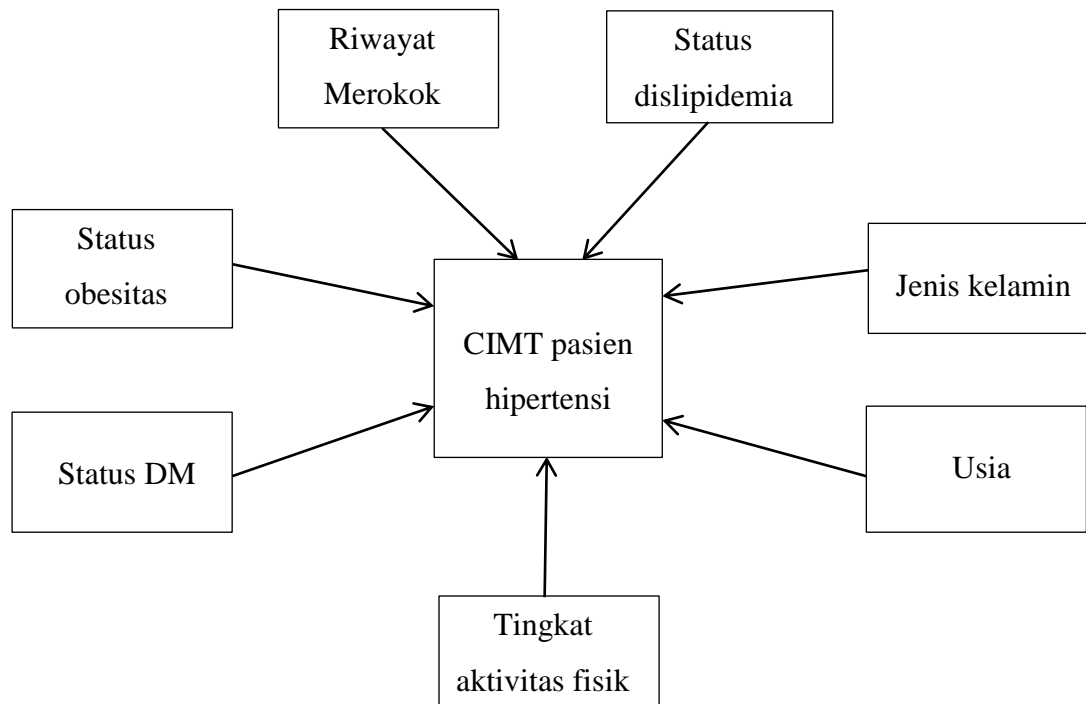 Riwayat
Merokok
Status
dislipidemia
Status
obesitas
Jenis kelamin
CIMT pasien
hipertensi
Status DM
Usia
Tingkat
aktivitas fisik